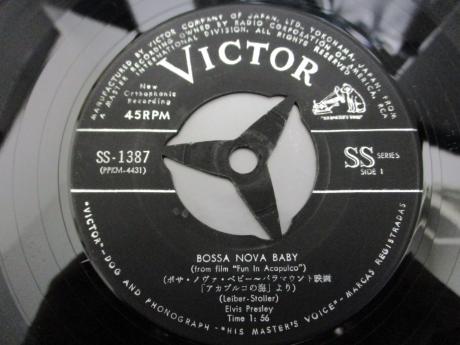 MANUFACTURED BY VICTOR COMPANY OF JAPAN, LTD. YOKOHAMA, JAPAN, FROM
A MASTER RECORDING OWNED BY RADIO CORPORATION OF AMERICA, RCA
INTERNATIONAL DIVISION, ALL RIGHTS RESERVED
VICTOR
New
Orthophonic
Recording
"HIS MASTER'S VOICE"
45RPM
SS-1387
(PPKM-4431)
SS SERIES
SIDE 1
BOSSA NOVA BABY
(from film "Fun In Acapulco")
(ボサ・ノヴァ・ベビー~パラマウント映画
「アカプルコの海」より)
(Leiber-Stoller)
Elvis Presley
Time 1: 56
"VICTOR"-DOG AND PHONOGRAPH-"HIS MASTER'S VOICE"-MARCAS REGISTRADAS